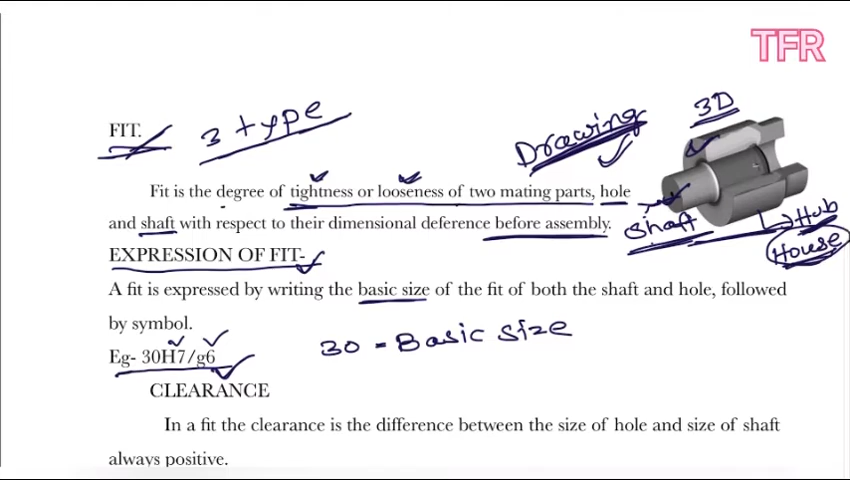 TFR
3D
FIT.
3 type
Drawing
Fit is the degree of tightness or looseness of two mating parts, hole
Hub
and shaft with respect to their dimensional deference before assembly.
Shaft
House
EXPRESSION OF FIT-
A fit is expressed by writing the basic size of the fit of both the shaft and hole, followed
by symbol.
30 - Basic size
Eg- 30H7/g6
CLEARANCE
In a fit the clearance is the difference between the size of hole and size of shaft
always positive.